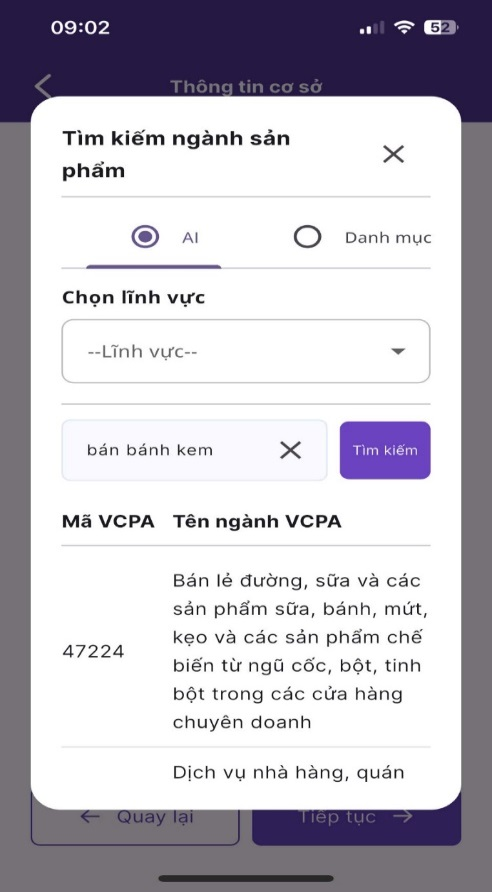 09:02
52
Thông tin cơ sở
Tìm kiếm ngành sản
phẩm
AI
Danh mục
Chọn lĩnh vực
--Lĩnh vực--
bán bánh kem
Tìm kiếm
Mã VCPA Tên ngành VCPA
Bán lẻ đường, sữa và các
sản phẩm sữa, bánh, mứt,
kẹo và các sản phẩm chế
47224
biến từ ngũ cốc, bột, tinh
bột trong các cửa hàng
chuyên doanh
Dịch vụ nhà hàng, quán
Quay lại
Tiếp tục